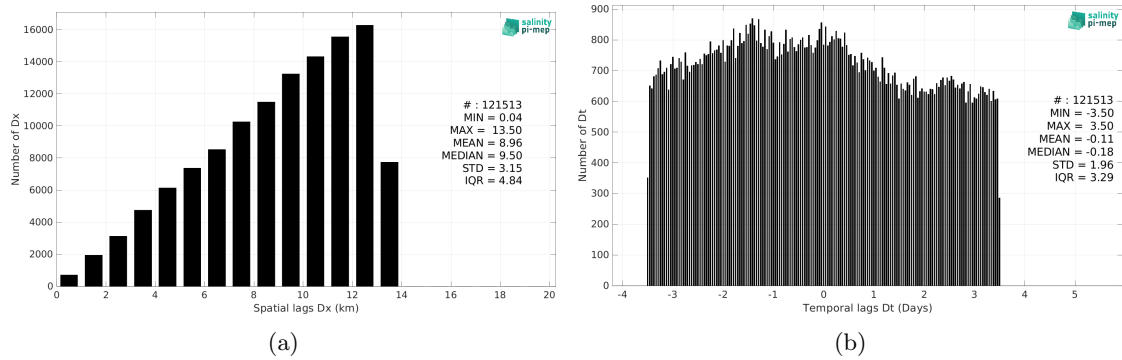 16000
14000
12000
10000
8000
6000
4000
2000
0
Number of Dx
0 2 4 6 8 10 12 14 16 18 20
Spatial lags Dx (km)
salinity
pi-mep
# : 121513
MIN = 0.04
MAX = 13.50
MEAN = 8.96
MEDIAN = 9.50
STD = 3.15
IQR = 4.84
(a)
900
800
700
600
500
400
300
200
100
0
Number of Dt
-4 -3 -2 -1 0 1 2 3 4 5
Temporal lags Dt (Days)
salinity
pi-mep
# : 121513
MIN = -3.50
MAX = 3.50
MEAN = -0.11
MEDIAN = -0.18
STD = 1.96
IQR = 3.29
(b)